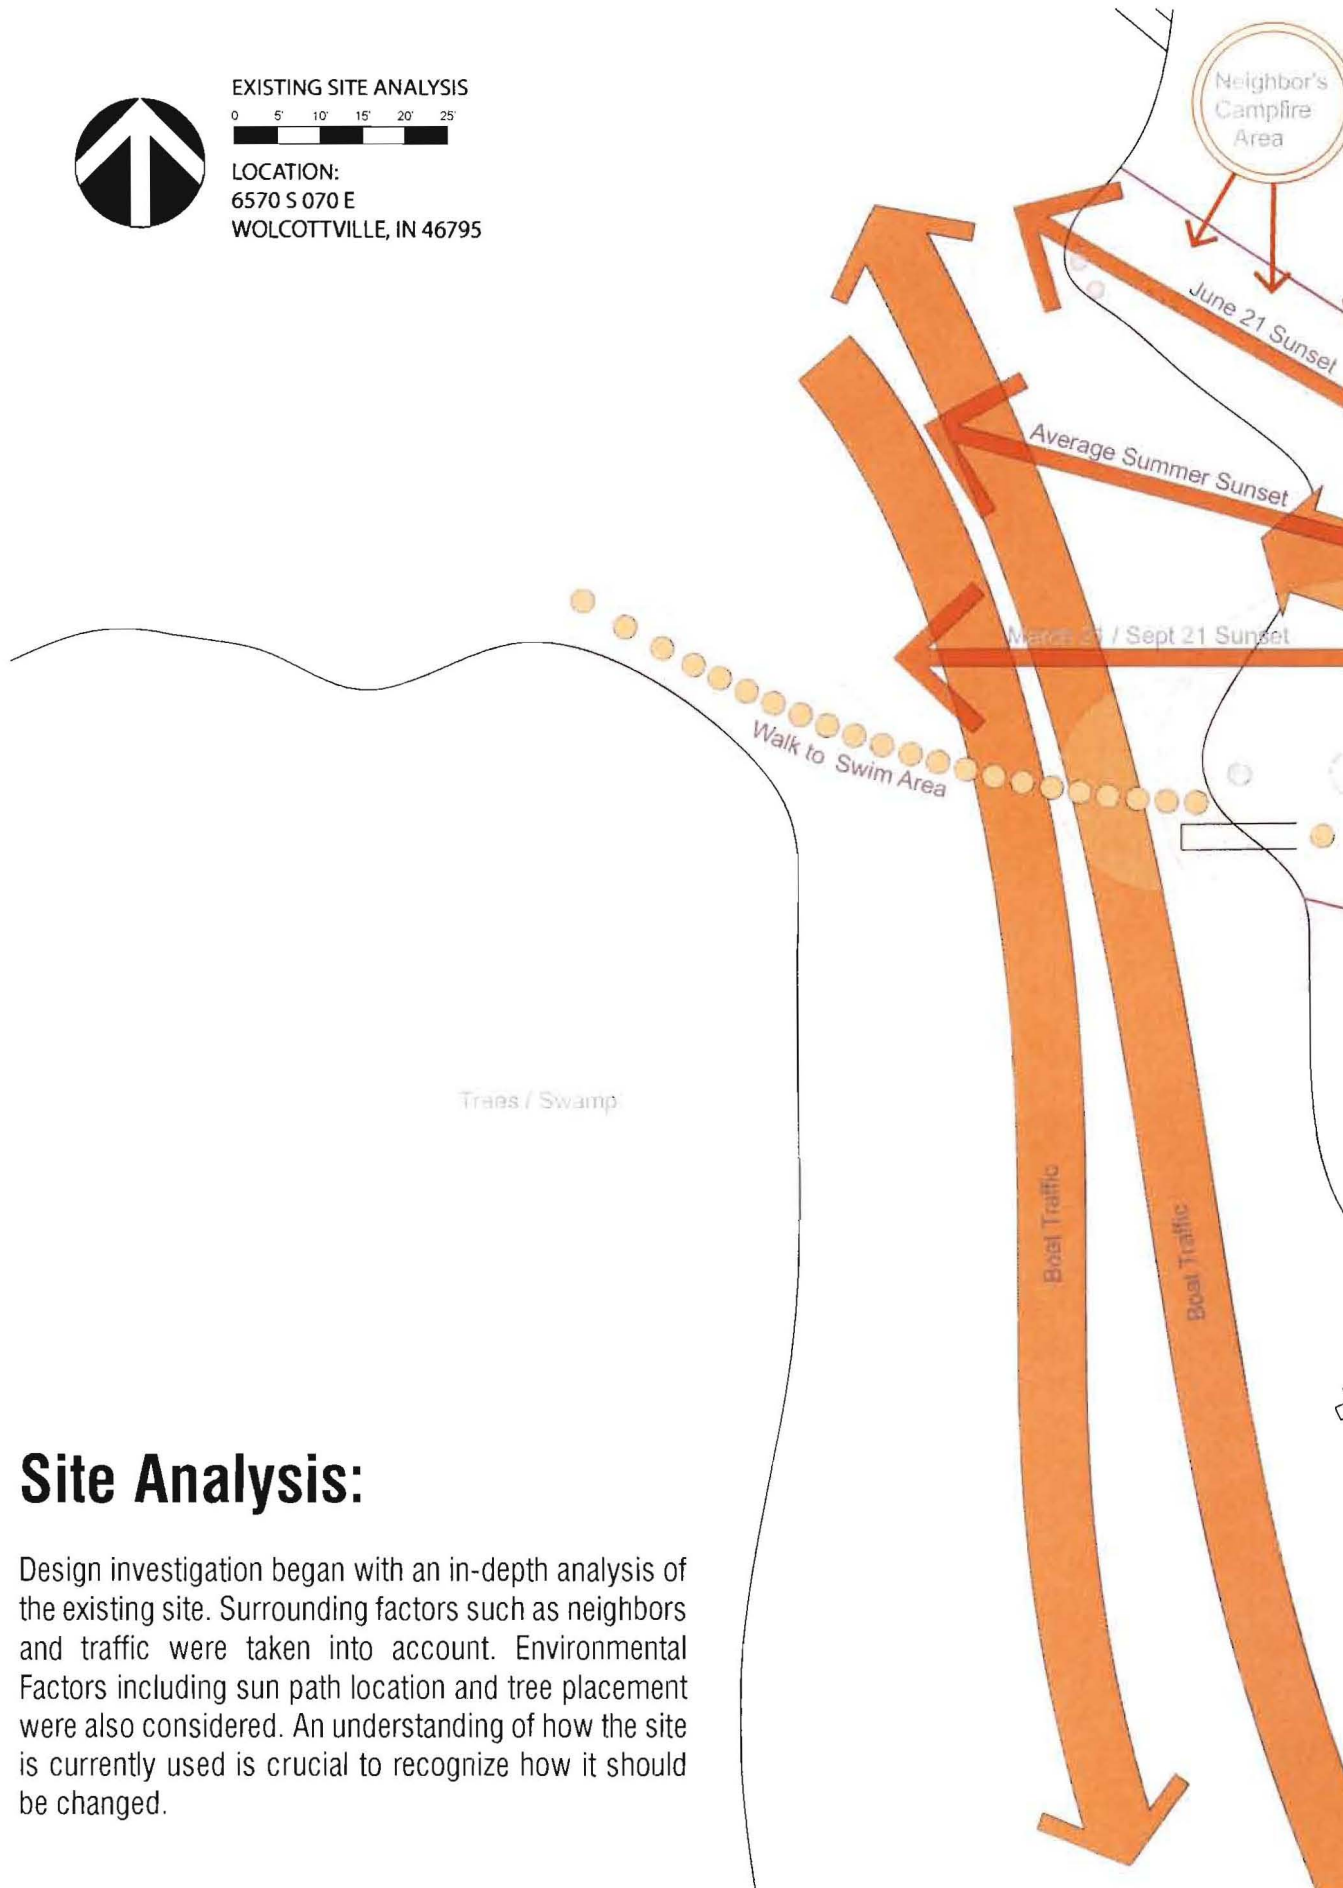 EXISTING SITE ANALYSIS
0 5' 10' 15' 20' 25'
LOCATION:
6570 S 070 E
WOLCOTTVILLE, IN 46795
Neighbor's
Campfire
Area
June 21 Sunset
Average Summer Sunset
March 21 / Sept 21 Sunset
Walk to Swim Area
Trees / Swamp
Boat Traffic
Boat Traffic
Site Analysis:
Design investigation began with an in-depth analysis of
the existing site. Surrounding factors such as neighbors
and traffic were taken into account. Environmental
Factors including sun path location and tree placement
were also considered. An understanding of how the site
is currently used is crucial to recognize how it should
be changed.